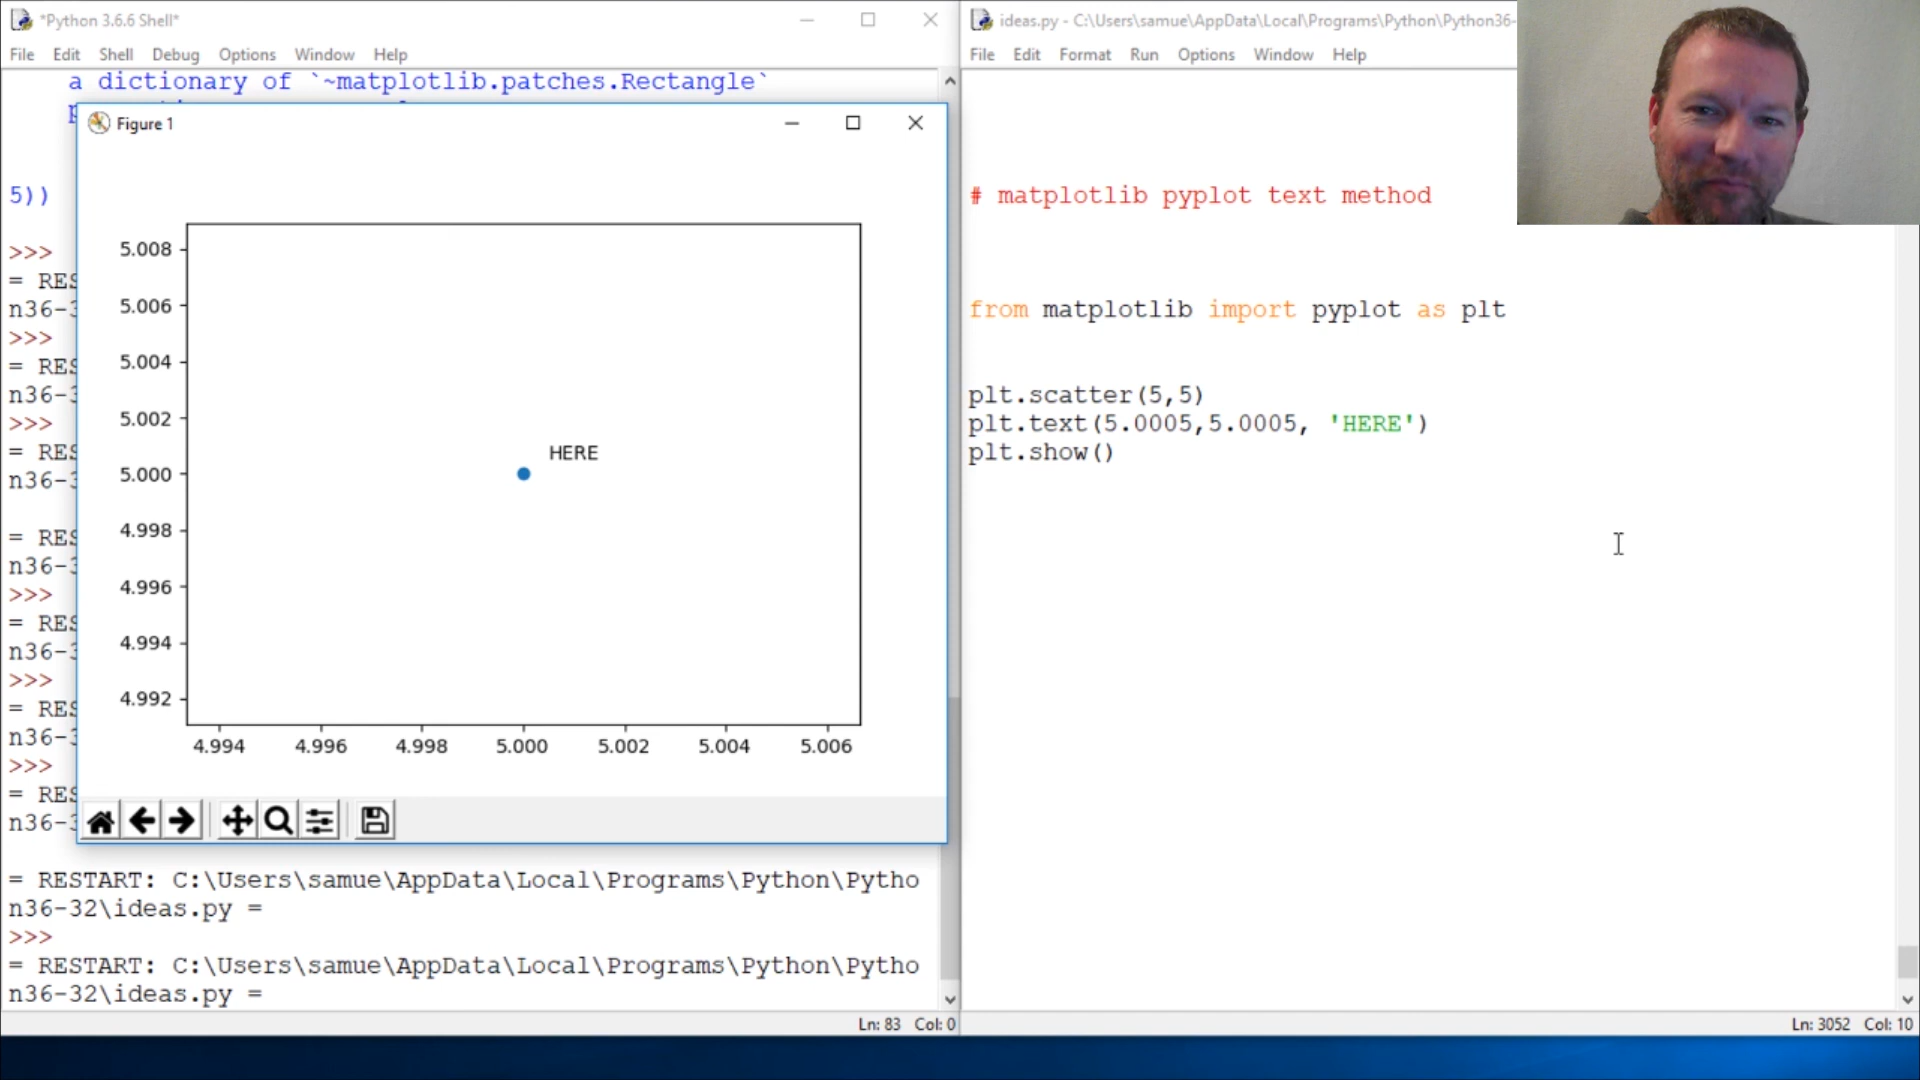 *Python 3.6.6 Shell*
File Edit Shell Debug Options Window Help
a dictionary of `~matplotlib.patches.Rectangle`
Figure 1
5))
>>>
= RES
n36-3
>>>
= RES
n36-3
>>>
= RES
n36-3
= RES
n36-3
>>>
= RES
n36-3
>>>
= RES
n36-3
>>>
= RES
n36-3
5.008
5.006
5.004
5.002
5.000
4.998
4.996
4.994
4.992
HERE
4.994 4.996 4.998 5.000 5.002 5.004 5.006
= RESTART: C:\Users\samue\AppData\Local\Programs\Python\Pytho
n36-32\ideas.py =
>>>
= RESTART: C:\Users\samue\AppData\Local\Programs\Python\Pytho
n36-32\ideas.py =
Ln: 83 Col: 0
ideas.py - C:\Users\samue\AppData\Local\Programs\Python\Python36-
File Edit Format Run Options Window Help
# matplotlib pyplot text method
from matplotlib import pyplot as plt
plt.scatter(5,5)
plt.text(5.0005,5.0005, 'HERE')
plt.show()
Ln: 3052 Col: 10